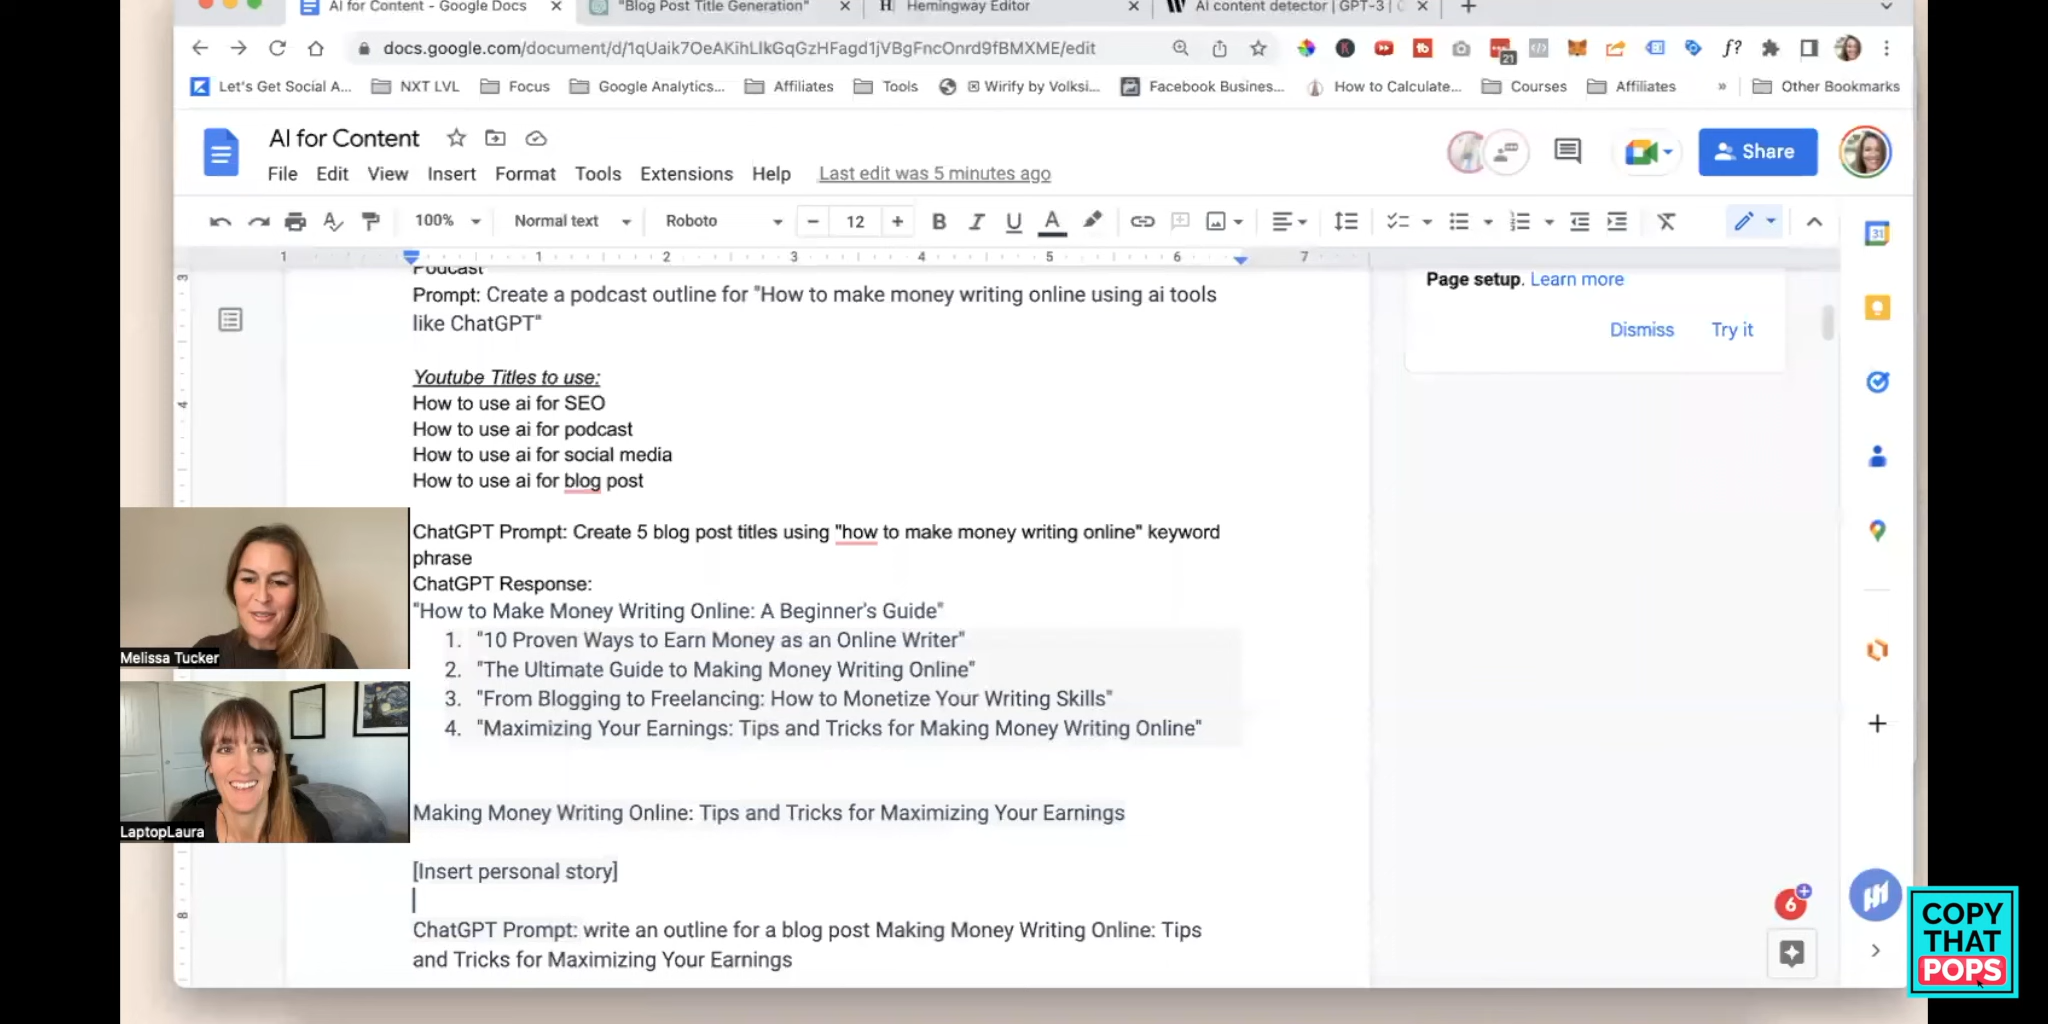 AI for Content - Google Docs × "Blog Post Title Generation" × H Hemingway Editor × W AI content detector | GPT-3 | × +
docs.google.com/document/d/1qUaik7OeAKihLIkGqGzHFagd1jVBgFncOnrd9fBMXME/edit 21 f?
Let's Get Social A... NXT LVL Focus Google Analytics... Affiliates Tools Wirify by Volksi... Facebook Busines... How to Calculate... Courses Affiliates » Other Bookmarks
AI for Content
Share
File Edit View Insert Format Tools Extensions Help Last edit was 5 minutes ago
100% Normal text Roboto - 12 + B I U A
31
1 1 2 3 4 5 6 7
Podcast
Prompt: Create a podcast outline for "How to make money writing online using ai tools
like ChatGPT"
Page setup. Learn more
Dismiss Try it
Youtube Titles to use:
How to use ai for SEO
How to use ai for podcast
How to use ai for social media
How to use ai for blog post
ChatGPT Prompt: Create 5 blog post titles using "how to make money writing online" keyword
phrase
ChatGPT Response:
"How to Make Money Writing Online: A Beginner's Guide"
1. "10 Proven Ways to Earn Money as an Online Writer"
2. "The Ultimate Guide to Making Money Writing Online"
3. "From Blogging to Freelancing: How to Monetize Your Writing Skills"
4. "Maximizing Your Earnings: Tips and Tricks for Making Money Writing Online"
Making Money Writing Online: Tips and Tricks for Maximizing Your Earnings
[Insert personal story]
ChatGPT Prompt: write an outline for a blog post Making Money Writing Online: Tips
and Tricks for Maximizing Your Earnings
Melissa Tucker
LaptopLaura
6
COPY
THAT
POPS